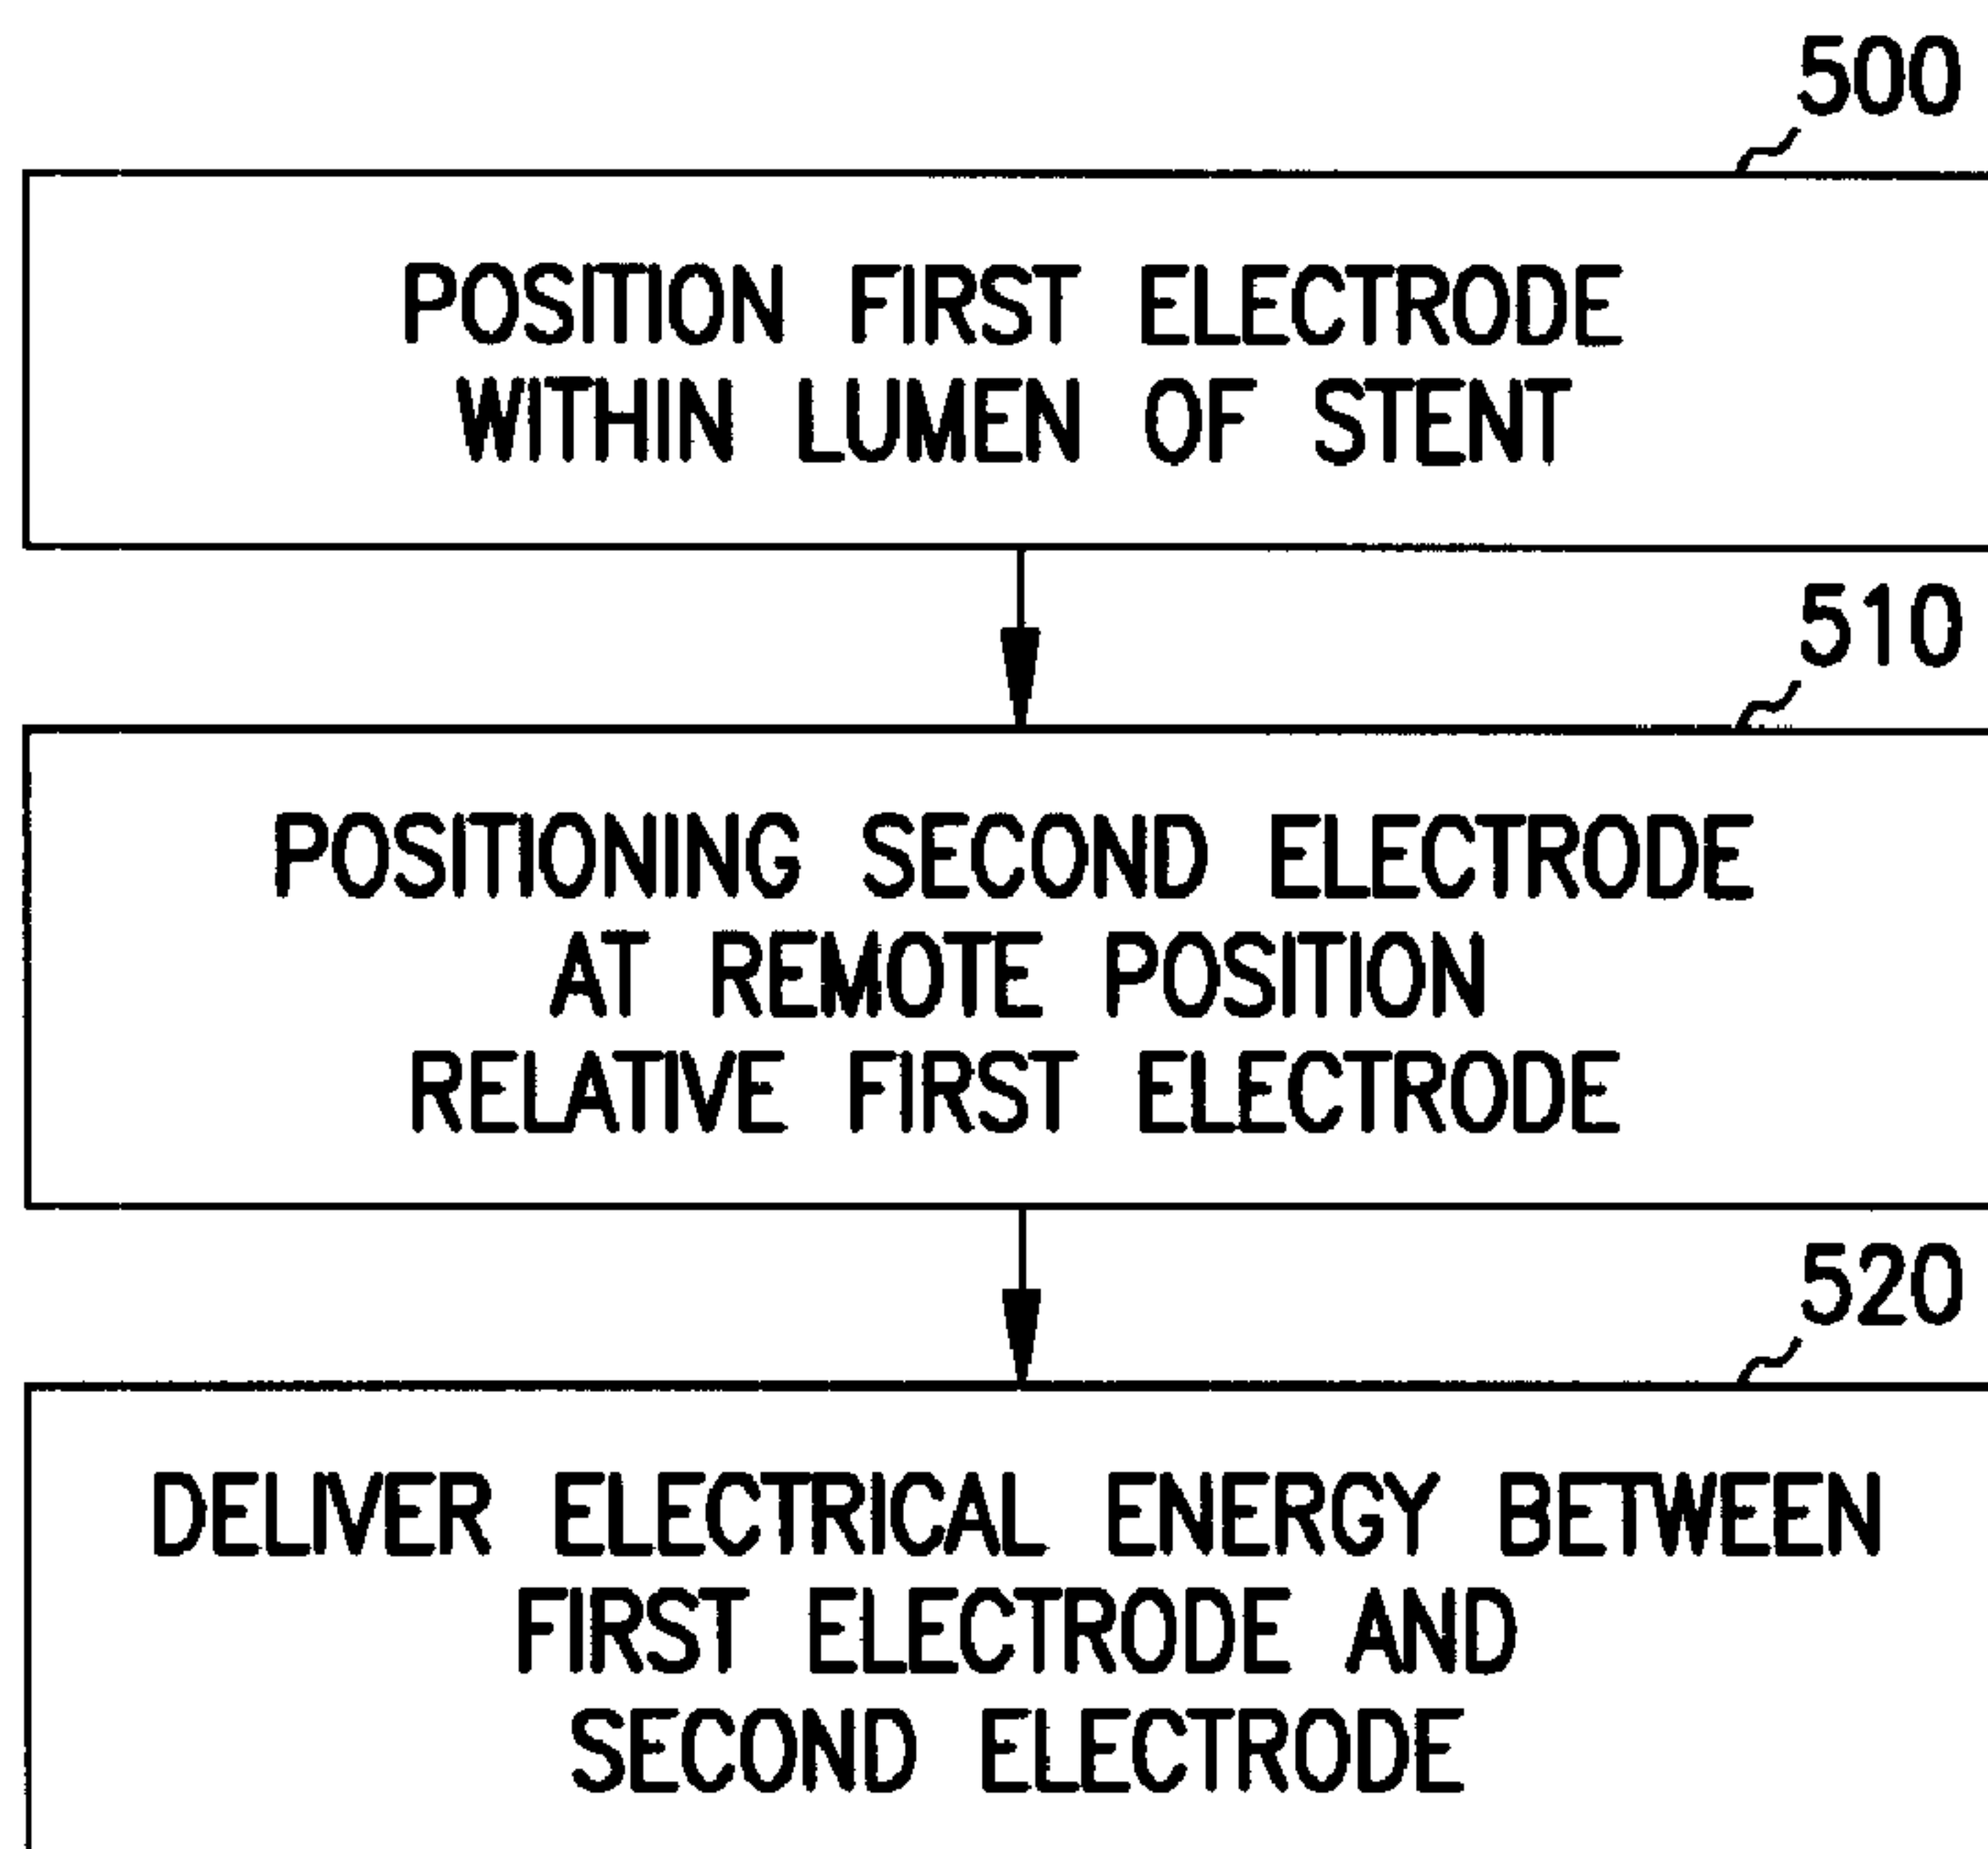 500
POSITION FIRST ELECTRODE
WITHIN LUMEN OF STENT
510
POSITIONING SECOND ELECTRODE
AT REMOTE POSITION
RELATIVE FIRST ELECTRODE
520
DELIVER ELECTRICAL ENERGY BETWEEN
FIRST ELECTRODE AND
SECOND ELECTRODE